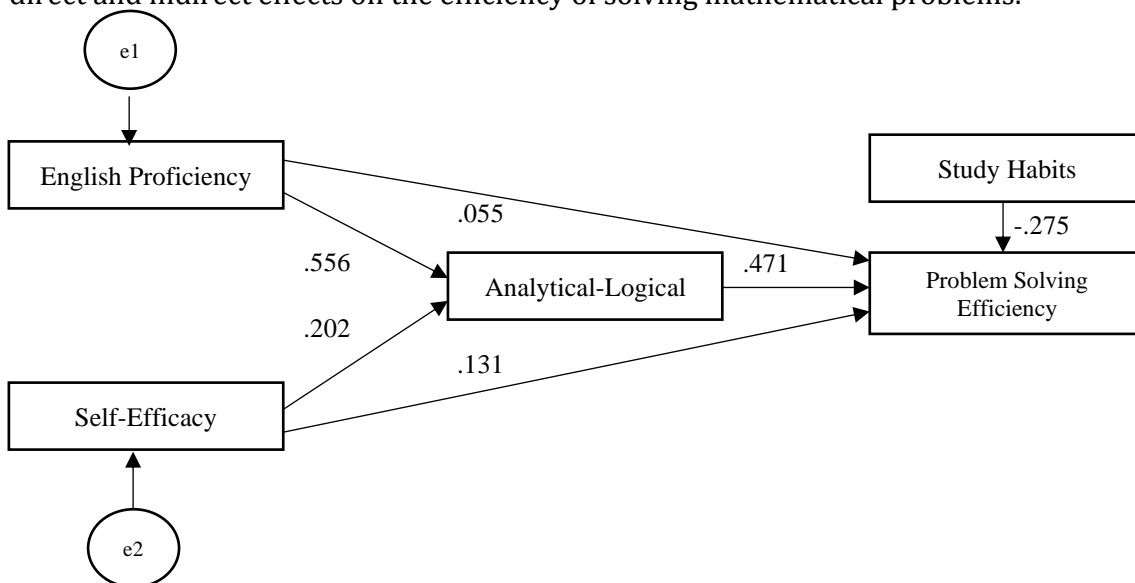 direct and indirect effects on the efficiency of solving mathematical problems.
e1
English Proficiency
Study Habits
.055
-.275
.556
.471
Analytical-Logical
Problem Solving
Efficiency
.202
.131
Self-Efficacy
e2